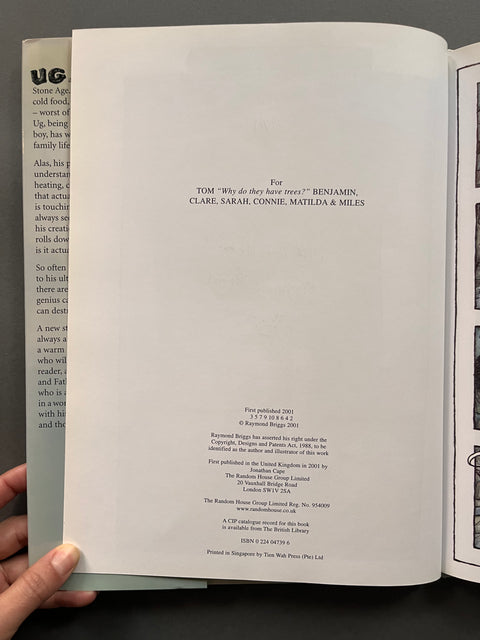 UG
Stone Age
cold food,
– worst of
Ug, being
boy, has w
family life
Alas, his p
understan
heating, c
that actua
is touchin
always se
his creati
rolls down
is it actua
So often
to his ult
there are
genius ca
can desti
A new st
always a
a warm
who wil
reader, a
and Fat
who is a
in a wor
with hi
and the
For
TOM "Why do they have trees?" BENJAMIN,
CLARE, SARAH, CONNIE, MATILDA & MILES
First published 2001
3 5 7 9 10 8 6 4 2
© Raymond Briggs 2001
Raymond Briggs has asserted his right under the
Copyright, Designs and Patents Act, 1988, to be
identified as the author and illustrator of this work
First published in the United Kingdom in 2001 by
Jonathan Cape
The Random House Group Limited
20 Vauxhall Bridge Road
London SW1V 2SA
The Random House Group Limited Reg. No. 954009
www.randomhouse.co.uk
A CIP catalogue record for this book
is available from The British Library
ISBN 0 224 04739 6
Printed in Singapore by Tien Wah Press (Pte) Ltd